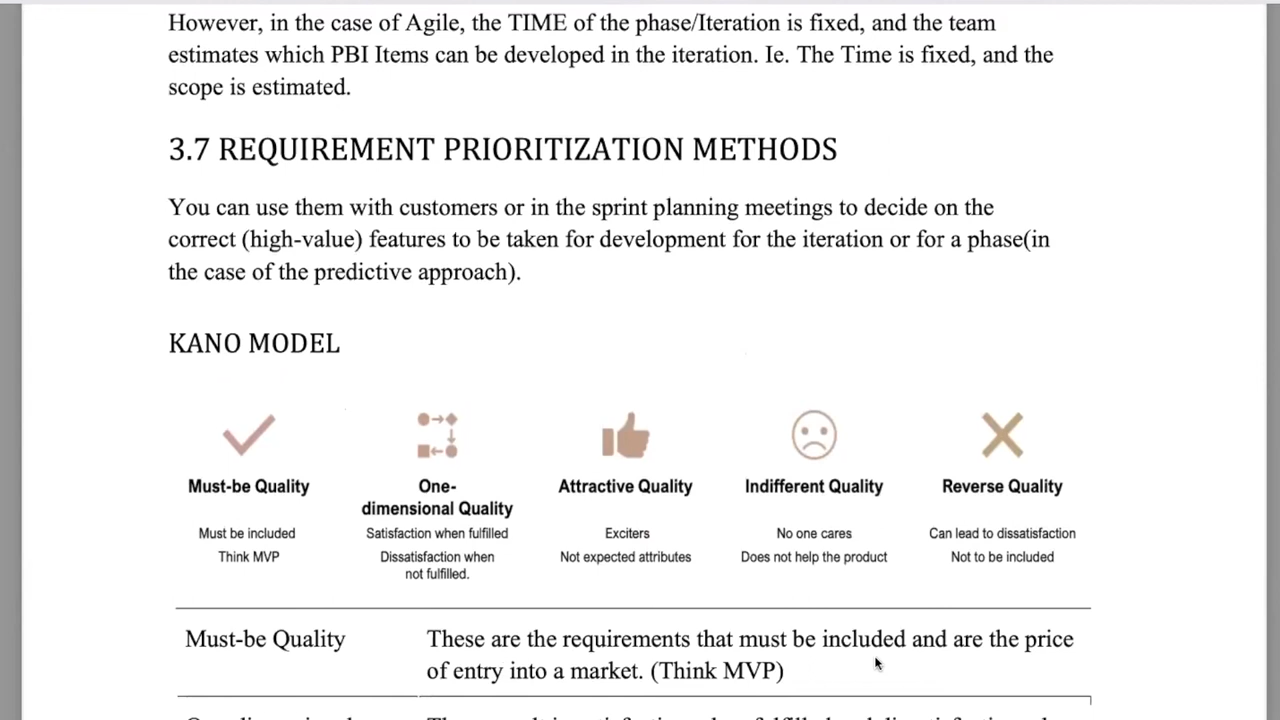 However, in the case of Agile, the TIME of the phase/Iteration is fixed, and the team
estimates which PBI Items can be developed in the iteration. Ie. The Time is fixed, and the
scope is estimated.
3.7 REQUIREMENT PRIORITIZATION METHODS
You can use them with customers or in the sprint planning meetings to decide on the
correct (high-value) features to be taken for development for the iteration or for a phase(in
the case of the predictive approach).
KANO MODEL
Must-be Quality
Must be included
Think MVP
One-
dimensional Quality
Satisfaction when fulfilled
Dissatisfaction when
not fulfilled.
Attractive Quality
Exciters
Not expected attributes
Indifferent Quality
No one cares
Does not help the product
Reverse Quality
Can lead to dissatisfaction
Not to be included
Must-be Quality
These are the requirements that must be included and are the price
of entry into a market. (Think MVP)